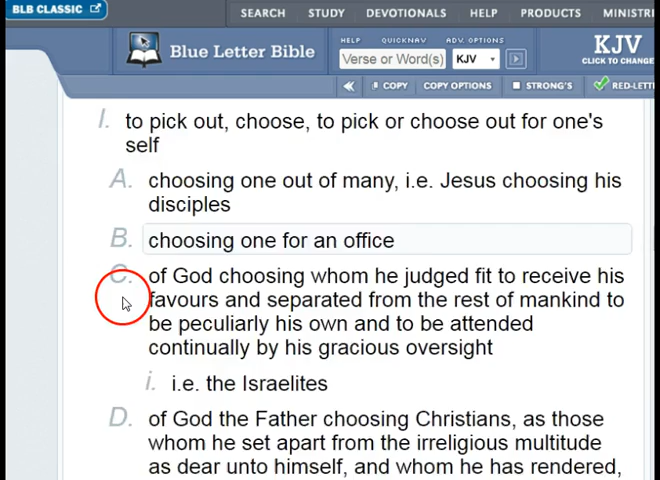 BLB CLASSIC
SEARCH STUDY DEVOTIONALS HELP PRODUCTS MINISTRI
HELP QUICKNAV ADV. OPTIONS
Blue Letter Bible Verse or Word(s) KJV KJV
CLICK TO CHANGE
COPY COPY OPTIONS STRONG'S RED-LETT
I. to pick out, choose, to pick or choose out for one's
self
A. choosing one out of many, i.e. Jesus choosing his
disciples
B. choosing one for an office
C. of God choosing whom he judged fit to receive his
favours and separated from the rest of mankind to
be peculiarly his own and to be attended
continually by his gracious oversight
i. i.e. the Israelites
D. of God the Father choosing Christians, as those
whom he set apart from the irreligious multitude
as dear unto himself, and whom he has rendered,